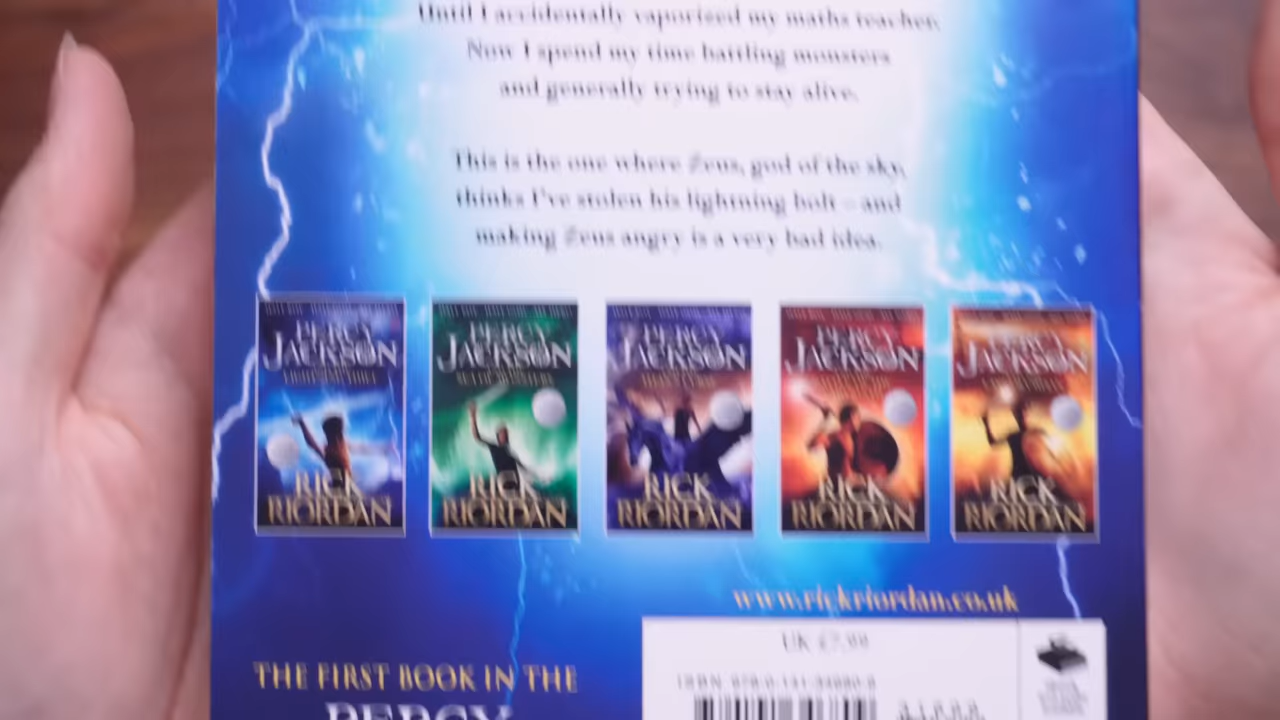 Until I accidentally vaporised my maths teacher.
Now I spend my time battling monsters
and generally trying to stay alive.
This is the one where Zeus, god of the sky,
thinks I've stolen his lightning bolt – and
making Zeus angry is a very bad idea.
PERCY
JACKSON
RICK
RIORDAN
PERCY
JACKSON
RICK
RIORDAN
PERCY
JACKSON
RICK
RIORDAN
PERCY
JACKSON
RICK
RIORDAN
PERCY
JACKSON
RICK
RIORDAN
www.rickriordan.co.uk
UK £7.99
ISBN
THE FIRST BOOK IN THE
PERCY